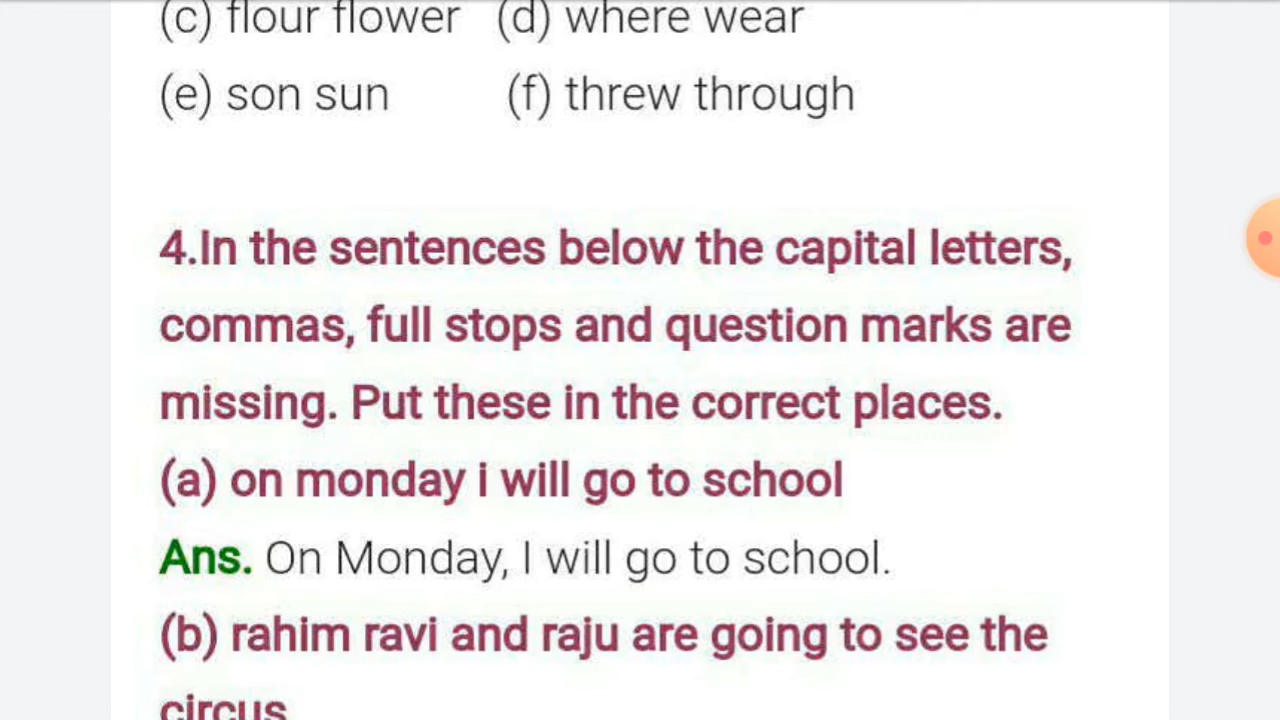 (c) flour flower (d) where wear
(e) son sun (f) threw through
4.In the sentences below the capital letters,
commas, full stops and question marks are
missing. Put these in the correct places.
(a) on monday i will go to school
Ans. On Monday, I will go to school.
(b) rahim ravi and raju are going to see the
circus